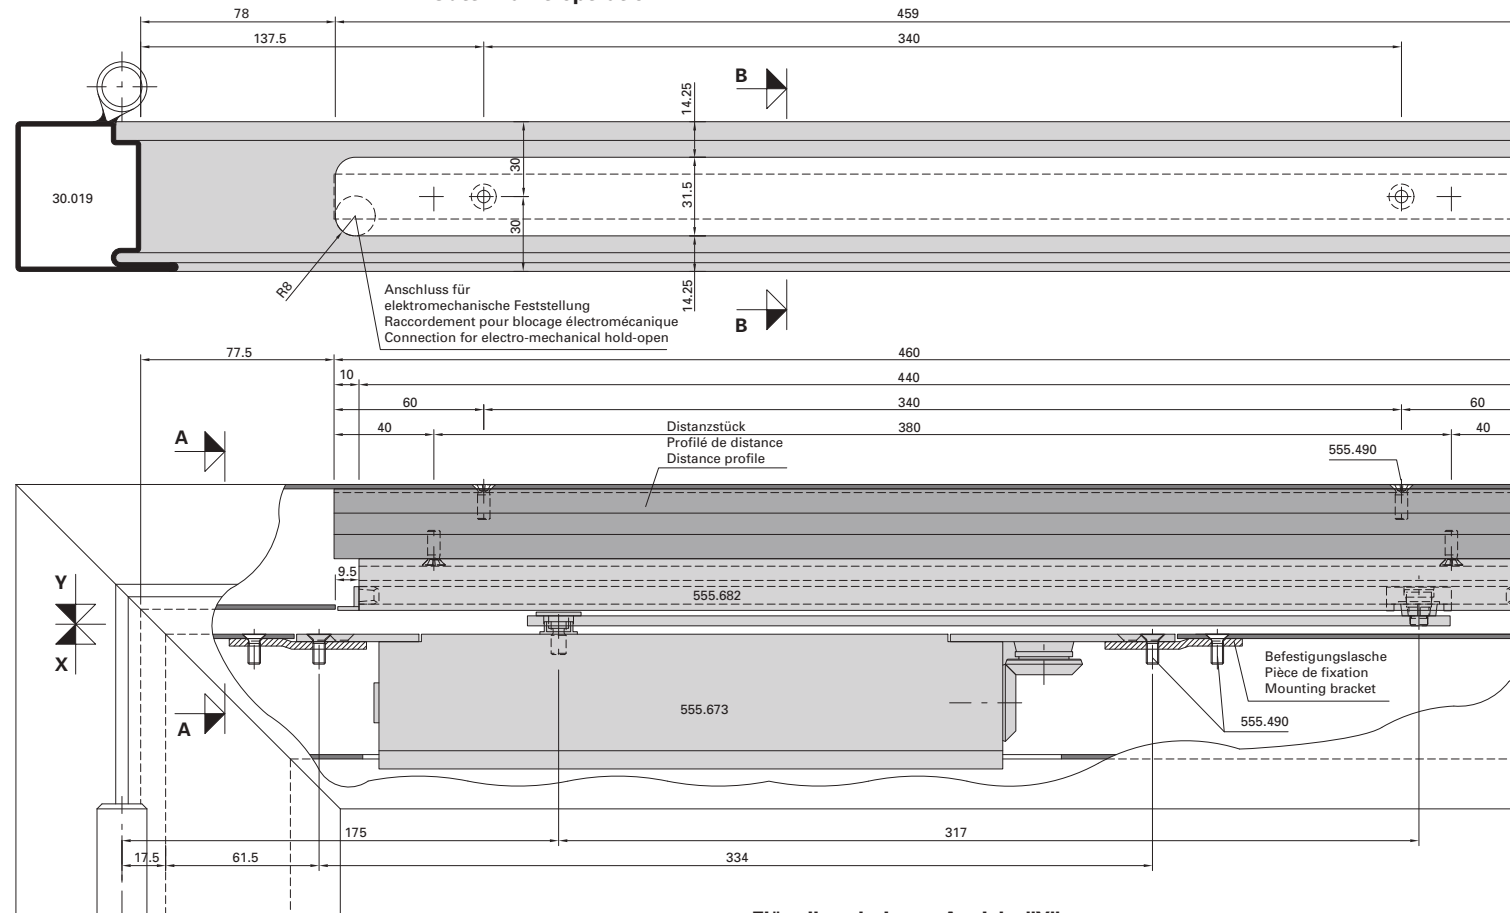 78
459
137.5
340
B
14.25
30
30.019
31.5
30
R8
Anschluss für
elektromechanische Feststellung
Raccordement pour blocage électromécanique
Connection for electro-mechanical hold-open
14.25
B
77.5
460
10
440
60
340
60
40
380
40
A
Distanzstück
Profilé de distance
Distance profile
555.490
Y
9.5
555.682
X
Befestigungslasche
Pièce de fixation
Mounting bracket
555.673
A
555.490
175
317
17.5
61.5
334